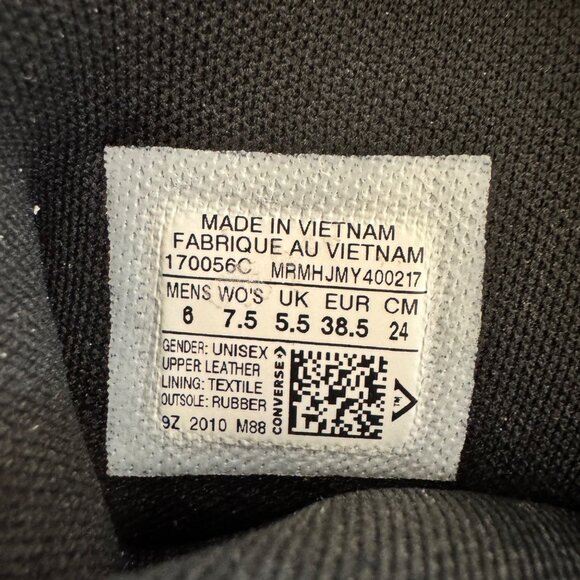 MADE IN VIETNAM
FABRIQUE AU VIETNAM
170056C MRMHJMY400217
MENS WO'S UK EUR CM
6 7.5 5.5 38.5 24
GENDER: UNISEX
UPPER LEATHER
LINING: TEXTILE
OUTSOLE: RUBBER
9Z 2010 M88
CONVERSE
T
TM